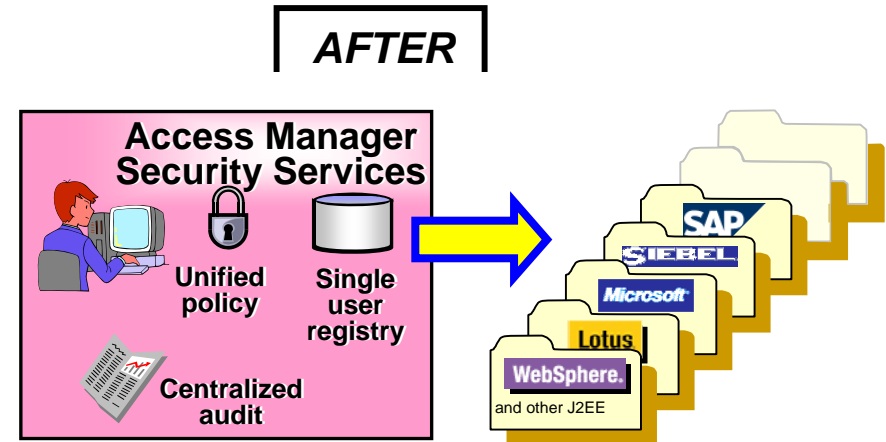 AFTER
Access Manager
Security Services
Unified
policy
Single
user
registry
Centralized
audit
SAP
SIEBEL
Microsoft
Lotus
WebSphere.
and other J2EE